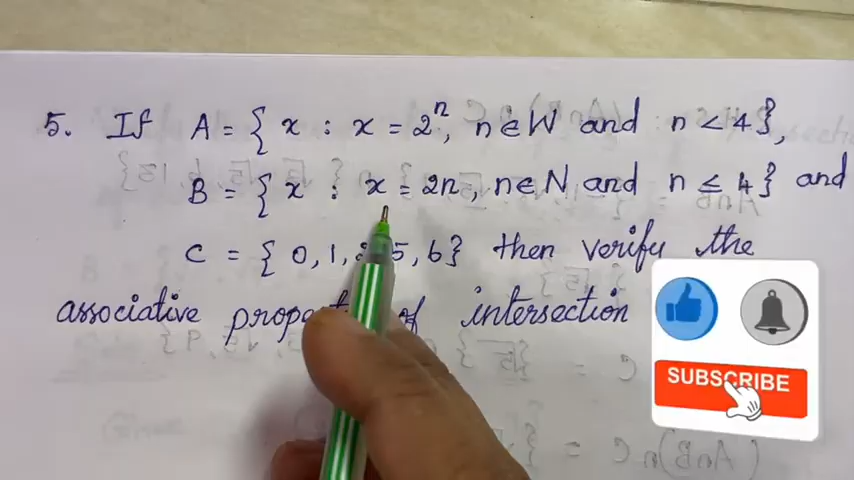 5. If A = { x : x = 2ⁿ, n ∈ W and n < 4},
B = { x : x = 2n, n ∈ N and n ≤ 4} and
C = { 0, 1, 5, 6} then verify the
associative of intersection
SUBSCRIBE